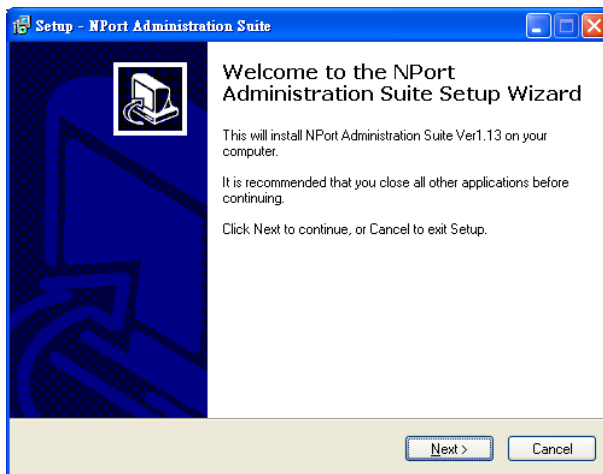 Setup - NPort Administration Suite
Welcome to the NPort
Administration Suite Setup Wizard
This will install NPort Administration Suite Ver1.13 on your
computer.
It is recommended that you close all other applications before
continuing.
Click Next to continue, or Cancel to exit Setup.
Next >
Cancel